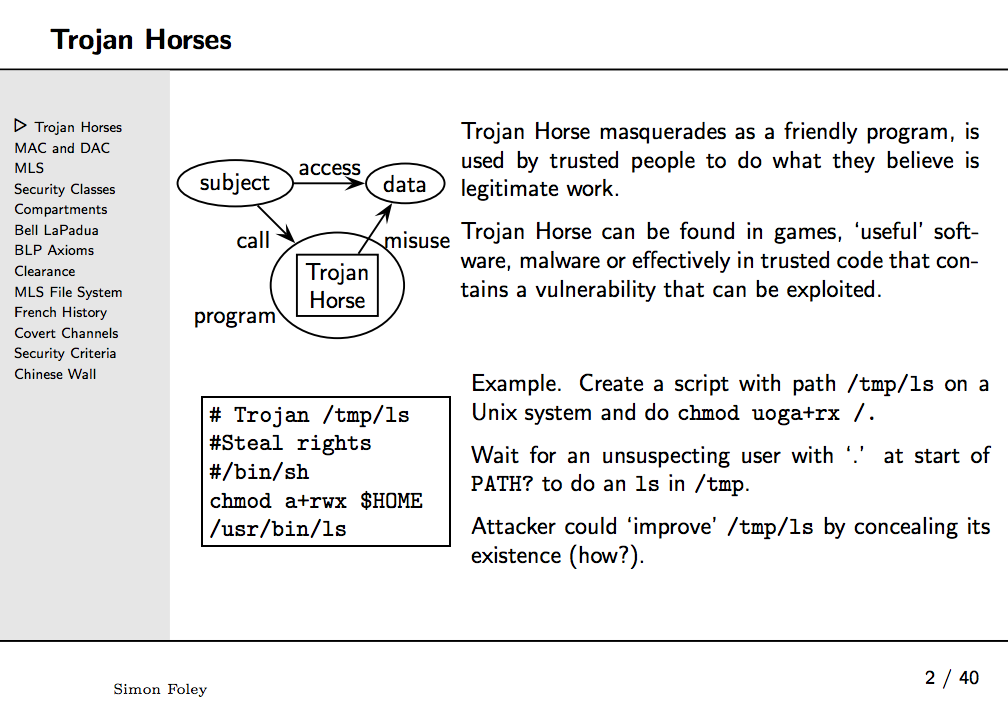 Trojan Horses
▷ Trojan Horses
MAC and DAC
MLS
Security Classes
Compartments
Bell LaPadua
BLP Axioms
Clearance
MLS File System
French History
Covert Channels
Security Criteria
Chinese Wall
subject
access
data
call
misuse
Trojan
Horse
program
Trojan Horse masquerades as a friendly program, is
used by trusted people to do what they believe is
legitimate work.
Trojan Horse can be found in games, ‘useful’ soft-
ware, malware or effectively in trusted code that con-
tains a vulnerability that can be exploited.
# Trojan /tmp/ls
#Steal rights
#/bin/sh
chmod a+rwx $HOME
/usr/bin/ls
Example. Create a script with path /tmp/ls on a
Unix system and do chmod uoga+rx /.
Wait for an unsuspecting user with ‘.’ at start of
PATH? to do an ls in /tmp.
Attacker could ‘improve’ /tmp/ls by concealing its
existence (how?).
Simon Foley
2 / 40